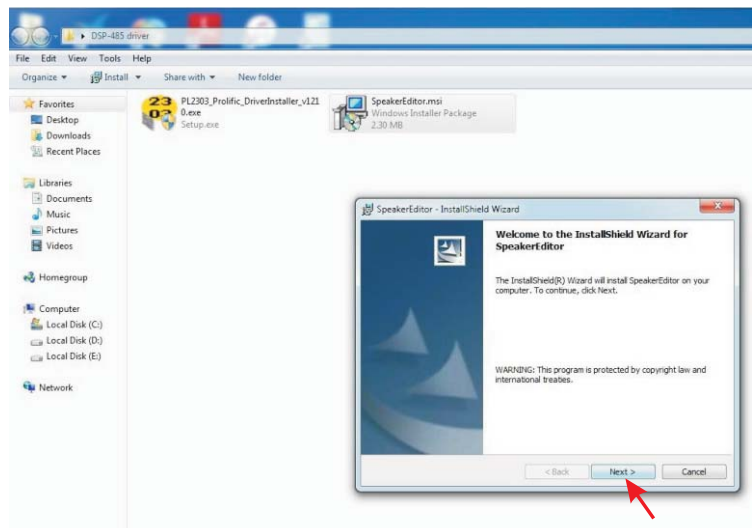 DSP-485 driver
File Edit View Tools Help
Organize Install Share with New folder
Favorites
Desktop
Downloads
Recent Places
Libraries
Documents
Music
Pictures
Videos
Homegroup
Computer
Local Disk (C:)
Local Disk (D:)
Local Disk (E:)
Network
23
03
PL2303_Prolific_DriverInstaller_v121
0.exe
Setup.exe
SpeakerEditor.msi
Windows Installer Package
2.30 MB
SpeakerEditor - InstallShield Wizard
Welcome to the InstallShield Wizard for
SpeakerEditor
The InstallShield(R) Wizard will install SpeakerEditor on your
computer. To continue, click Next.
WARNING: This program is protected by copyright law and
international treaties.
< Back Next > Cancel